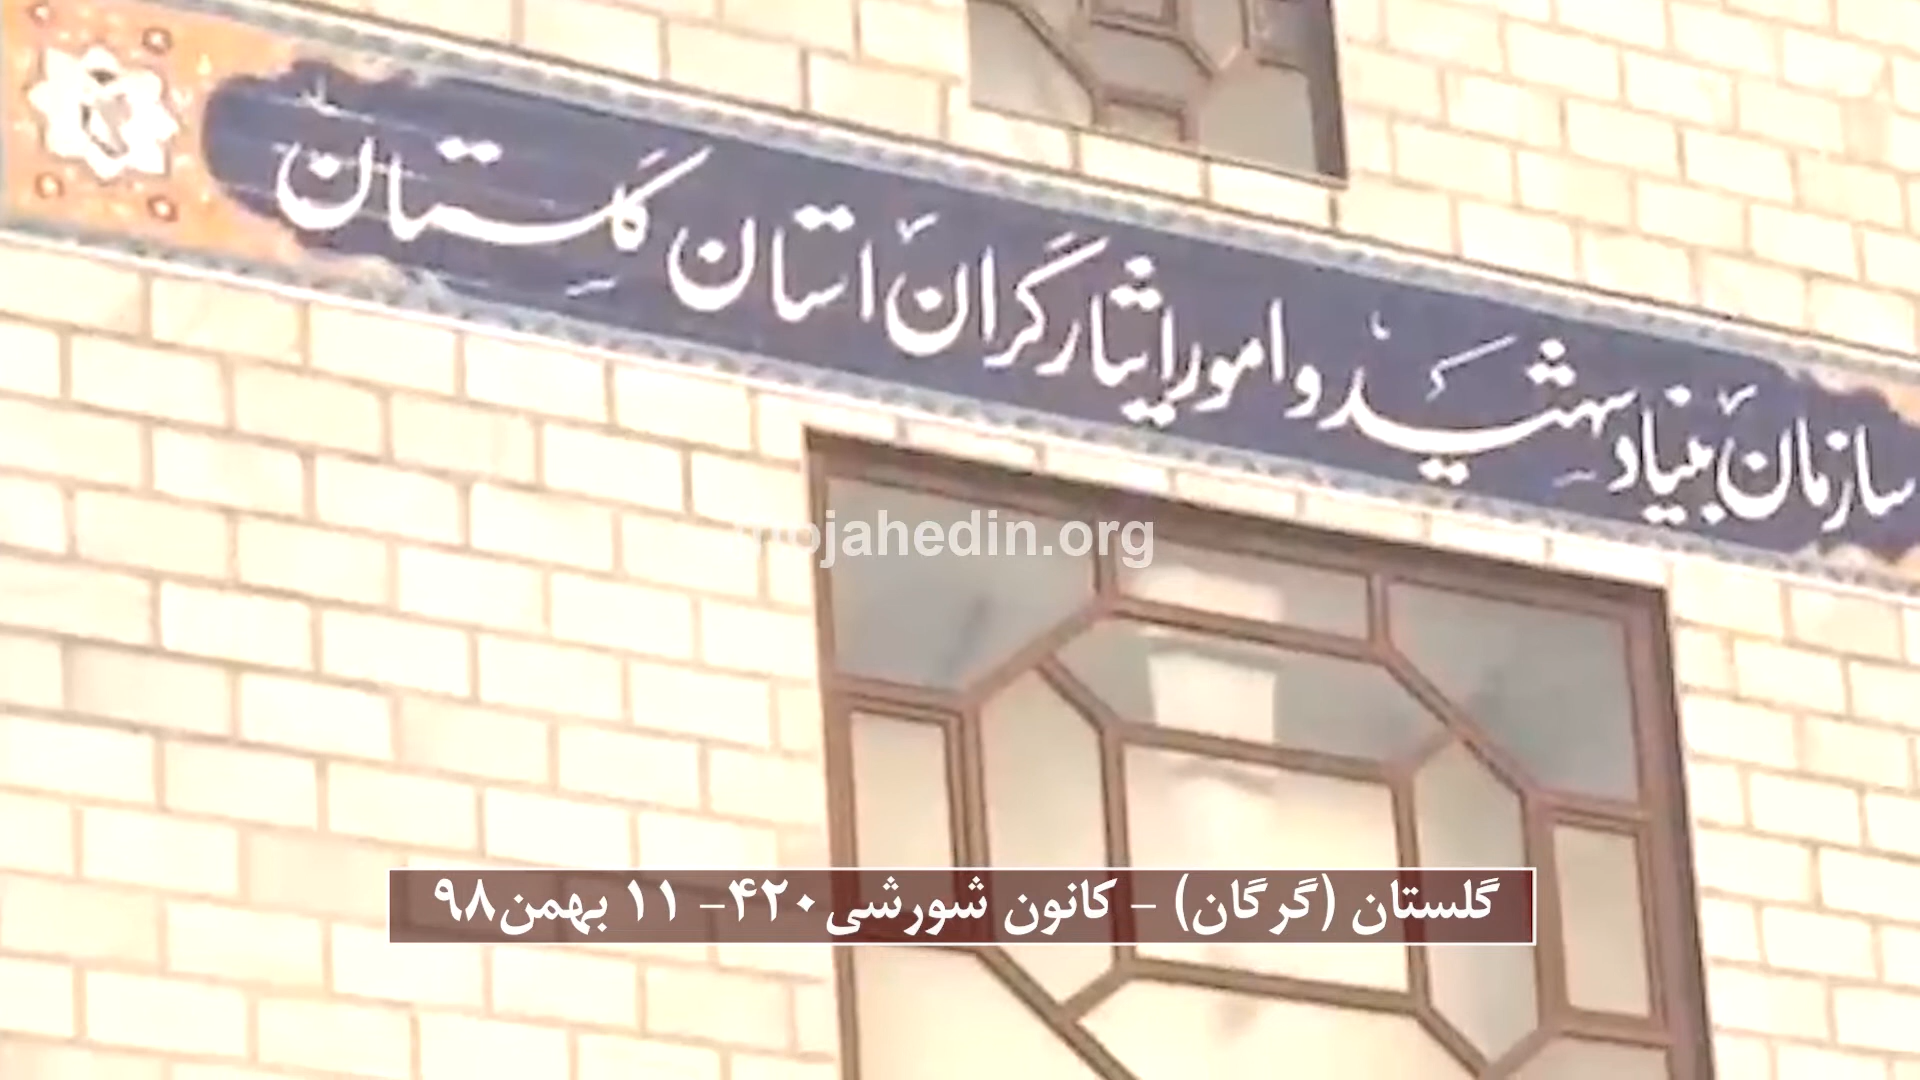 سازمان بنیاد شهید و امور ایثارگران استان گلستان
mojahedin.org
گلستان (گرگان) - کانون شورشی ۴۲۰- ۱۱ بهمن۹۸